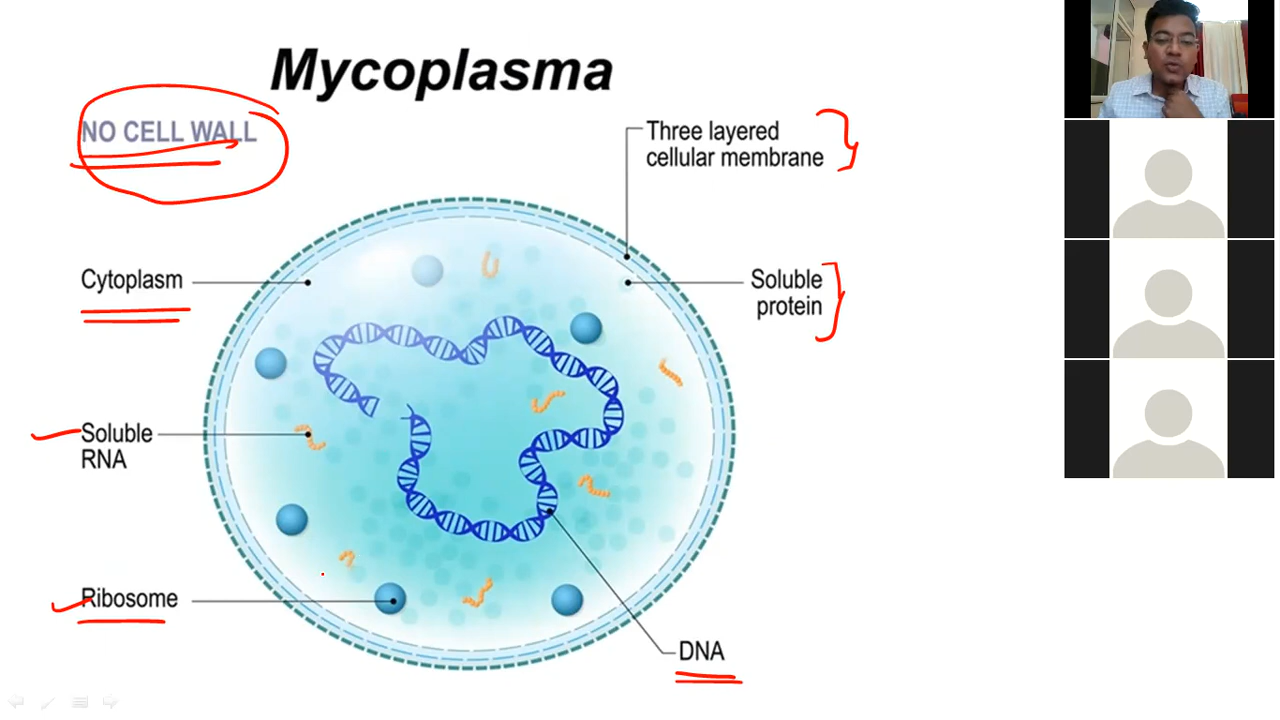 Mycoplasma
NO CELL WALL
Three layered
cellular membrane
Cytoplasm
Soluble
protein
Soluble
RNA
Ribosome
DNA